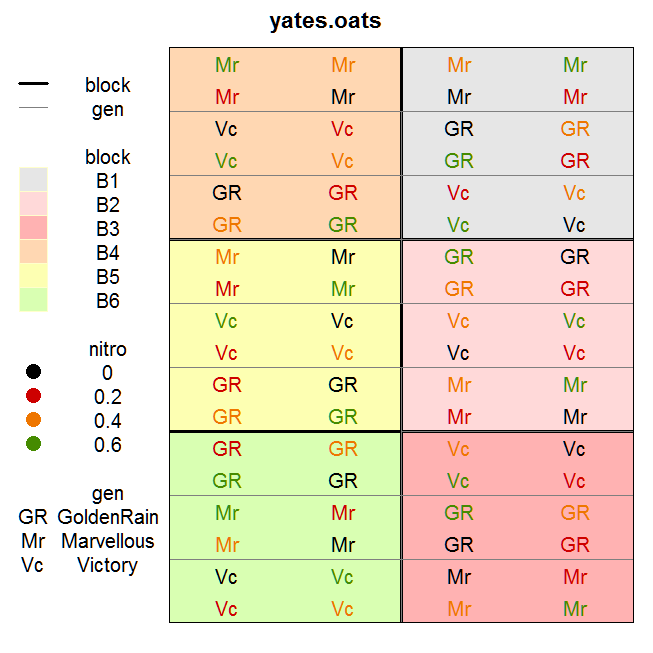 yates.oats
block
gen
block
B1
B2
B3
B4
B5
B6
nitro
0
0.2
0.4
0.6
gen
GR GoldenRain
Mr Marvellous
Vc Victory
Mr Mr Mr Mr
Mr Mr Mr Mr
Vc Vc GR GR
Vc Vc GR GR
GR GR Vc Vc
GR GR Vc Vc
Mr Mr GR GR
Mr Mr GR GR
Vc Vc Vc Vc
Vc Vc Vc Vc
GR GR Mr Mr
GR GR Mr Mr
GR GR Vc Vc
GR GR Vc Vc
Mr Mr GR GR
Mr Mr GR GR
Vc Vc Mr Mr
Vc Vc Mr Mr